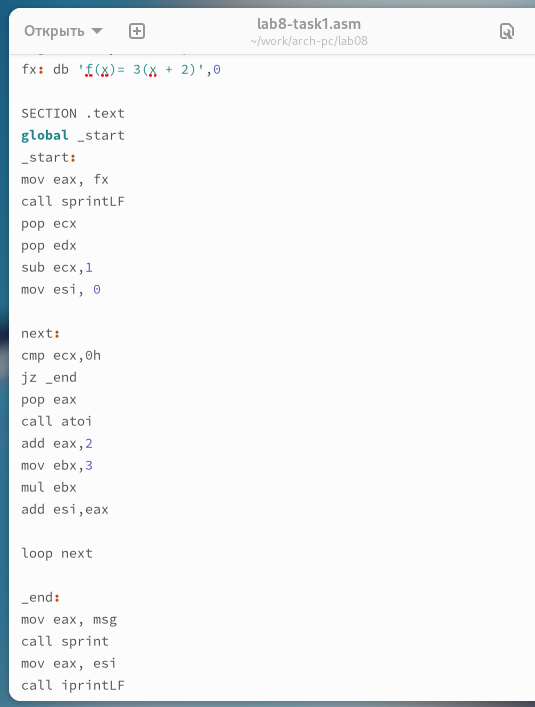 Открыть
lab8-task1.asm
~/work/arch-pc/lab08
fx: db 'f(x)= 3(x + 2)',0
SECTION .text
global _start
_start:
mov eax, fx
call sprintLF
pop ecx
pop edx
sub ecx,1
mov esi, 0
next:
cmp ecx,0h
jz _end
pop eax
call atoi
add eax,2
mov ebx,3
mul ebx
add esi,eax
loop next
_end:
mov eax, msg
call sprint
mov eax, esi
call iprintLF